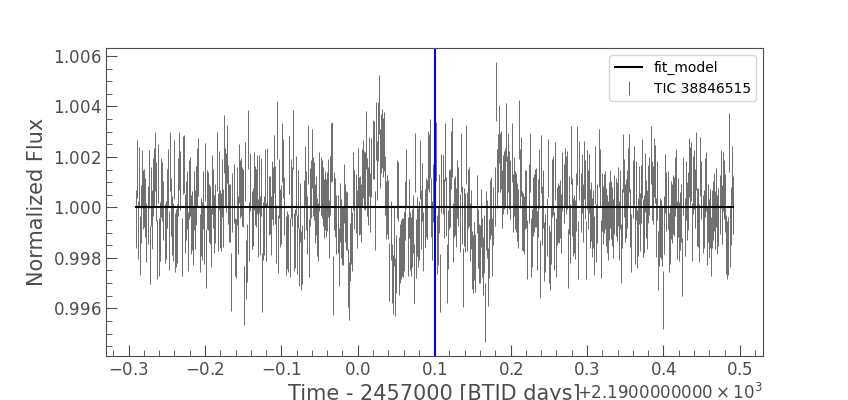 1.006
1.004
1.002
1.000
0.998
0.996
Normalized Flux
fit_model
TIC 38846515
−0.3 −0.2 −0.1 0.0 0.1 0.2 0.3 0.4 0.5
Time - 2457000 [BTJD days]
+2.1900000000 × 10³